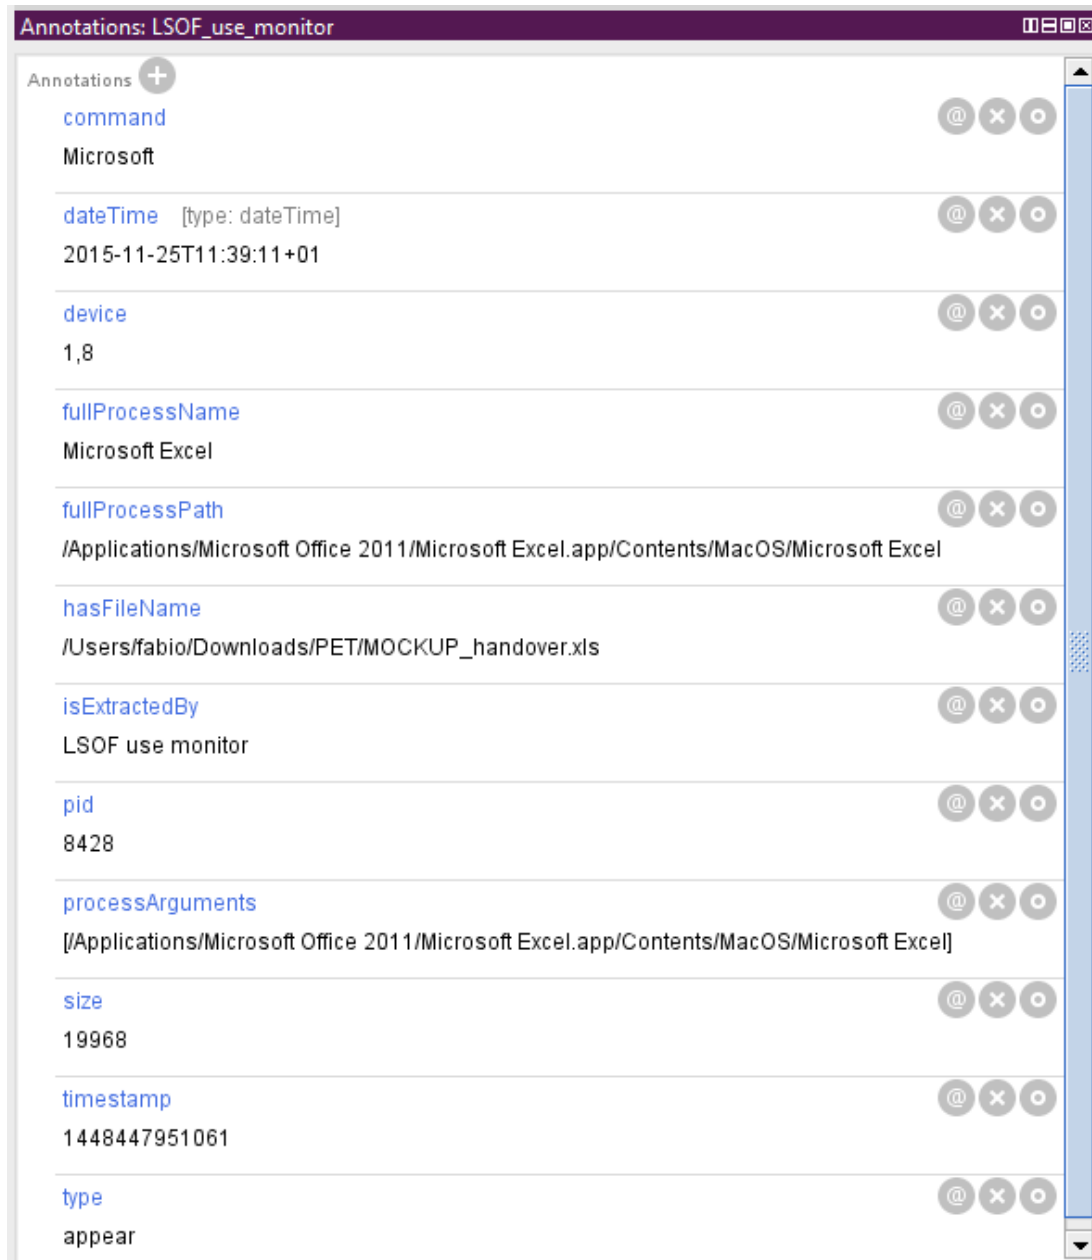 Annotations: LSOF_use_monitor
Annotations
command
Microsoft
dateTime [type: dateTime]
2015-11-25T11:39:11+01
device
1,8
fullProcessName
Microsoft Excel
fullProcessPath
/Applications/Microsoft Office 2011/Microsoft Excel.app/Contents/MacOS/Microsoft Excel
hasFileName
/Users/fabio/Downloads/PET/MOCKUP_handover.xls
isExtractedBy
LSOF use monitor
pid
8428
processArguments
[/Applications/Microsoft Office 2011/Microsoft Excel.app/Contents/MacOS/Microsoft Excel]
size
19968
timestamp
1448447951061
type
appear